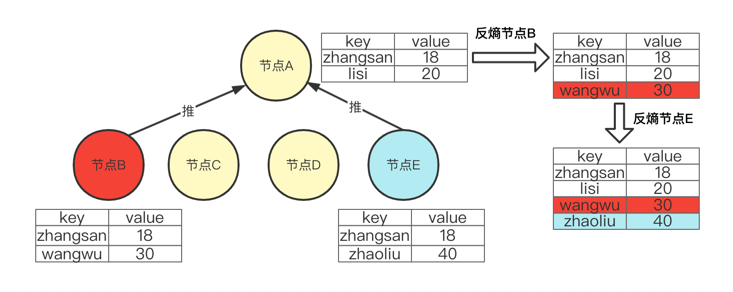 反熵节点B
节点A
key value
zhangsan 18
lisi 20
key value
zhangsan 18
lisi 20
wangwu 30
推
推
反熵节点E
节点B
节点C
节点D
节点E
key value
zhangsan 18
lisi 20
wangwu 30
zhaoliu 40
key value
zhangsan 18
wangwu 30
key value
zhangsan 18
zhaoliu 40